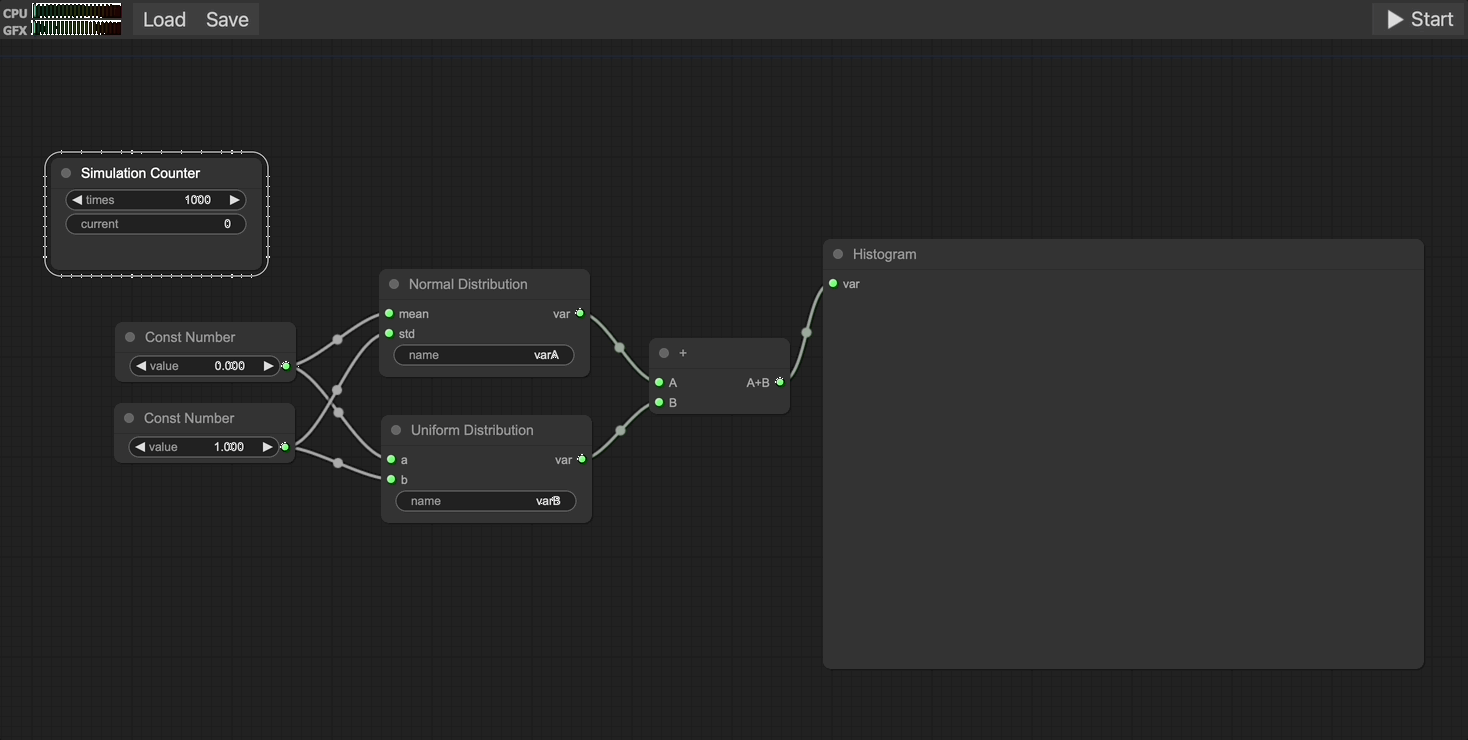 CPU
GFX
Load Save
Start
Simulation Counter
times 1000
current 0
Const Number
value 0.000
Const Number
value 1.000
Normal Distribution
mean var
std
name varA
Uniform Distribution
a var
b
name varB
+
A A+B
B
Histogram
var